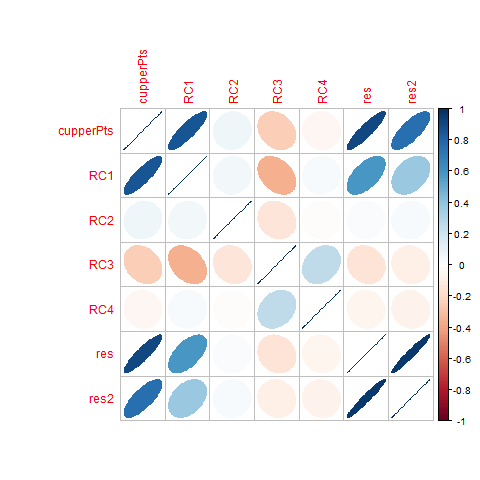 cupperPts
RC1
RC2
RC3
RC4
res
res2
cupperPts
RC1
RC2
RC3
RC4
res
res2
1
0.8
0.6
0.4
0.2
0
-0.2
-0.4
-0.6
-0.8
-1